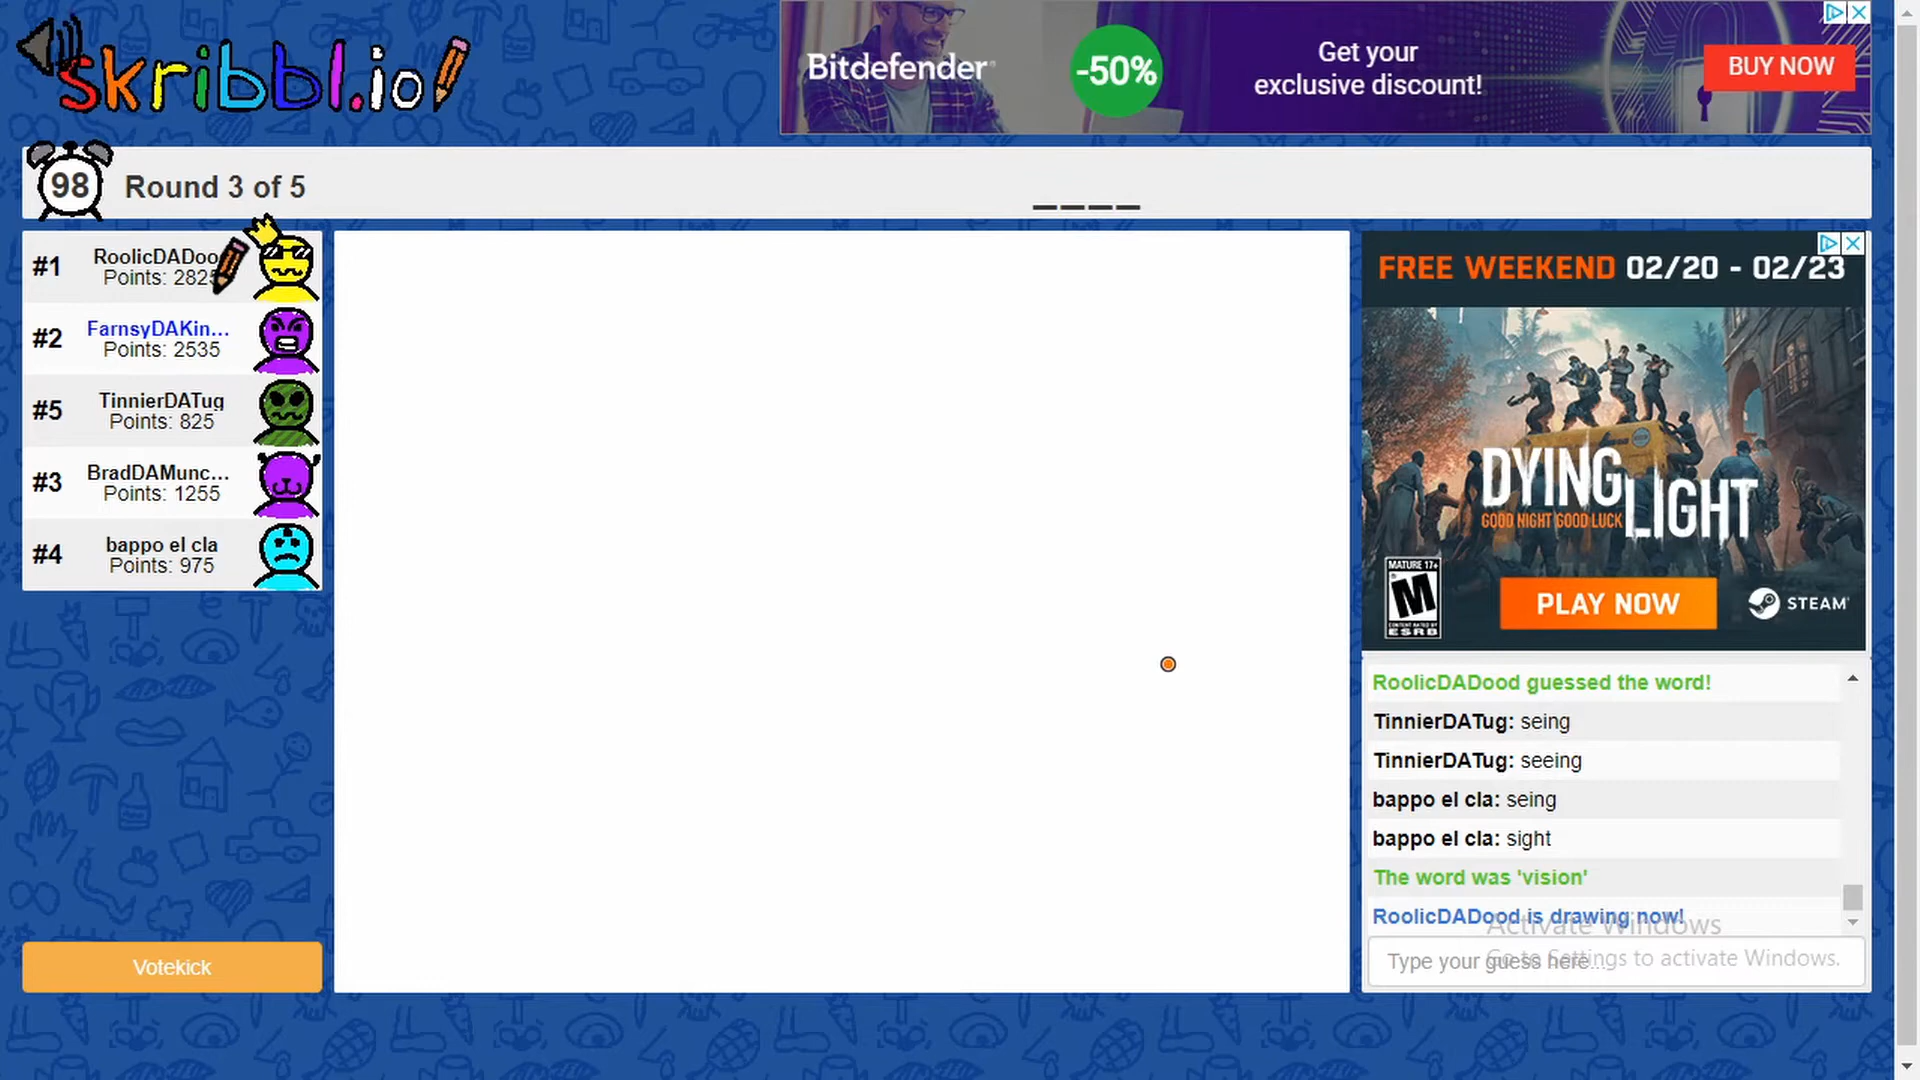 skribbl.io
Bitdefender
-50%
Get your
exclusive discount!
BUY NOW
98
Round 3 of 5
_ _ _ _
#1
RoolicDADoo
Points: 2825
#2
FarnsyDAKin...
Points: 2535
#5
TinnierDATug
Points: 825
#3
BradDAMunc...
Points: 1255
#4
bappo el cla
Points: 975
Votekick
FREE WEEKEND 02/20 - 02/23
DYING
LIGHT
GOOD NIGHT GOOD LUCK
MATURE 17+
M
CONTENT RATED BY
ESRB
PLAY NOW
STEAM
RoolicDADood guessed the word!
TinnierDATug: seing
TinnierDATug: seeing
bappo el cla: seing
bappo el cla: sight
The word was 'vision'
RoolicDADood is drawing now!
Activate Windows
Type your guess here...
Go to Settings to activate Windows.